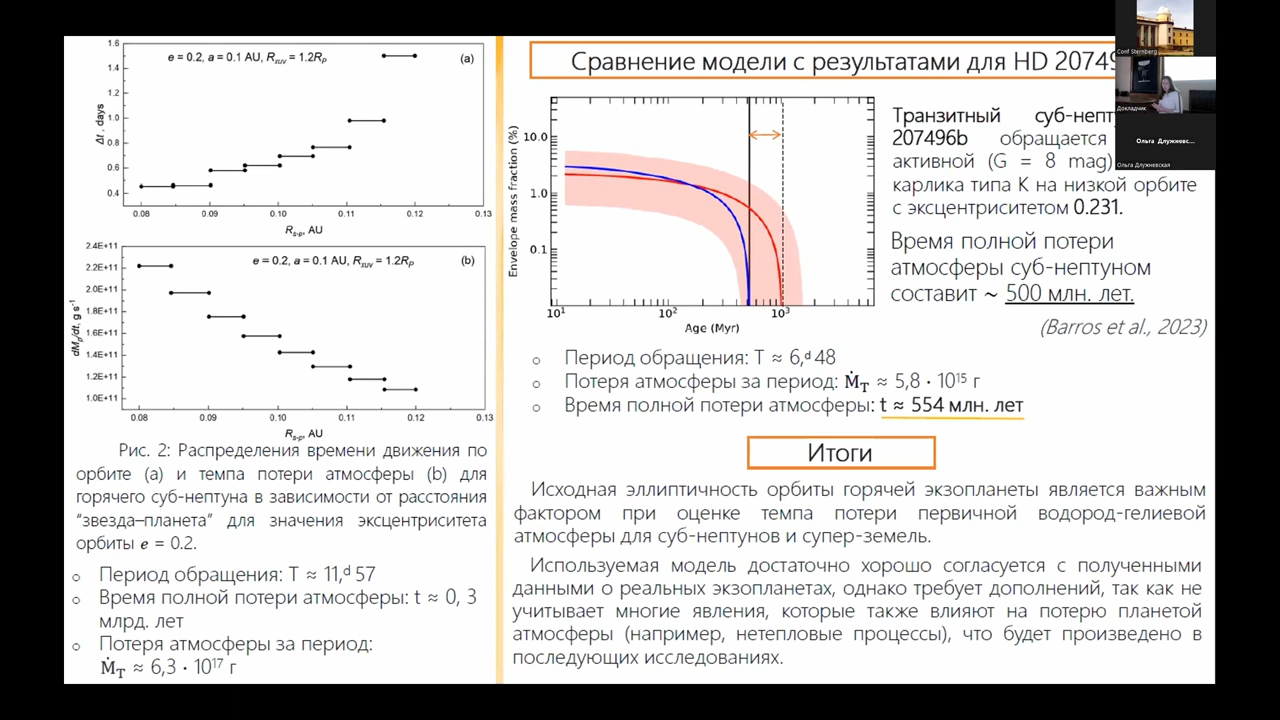 1.6
1.4
1.2
1.0
0.8
0.6
0.4
Δt, days
e = 0.2, a = 0.1 AU, Rxuv = 1.2RP
(a)
0.08 0.09 0.10 0.11 0.12 0.13
Rs-p, AU
2.4E+11
2.2E+11
2.0E+11
1.8E+11
1.6E+11
1.4E+11
1.2E+11
1.0E+11
dMp/dt, g s-1
e = 0.2, a = 0.1 AU, Rxuv = 1.2RP
(b)
0.08 0.09 0.10 0.11 0.12 0.13
Rs-p, AU
Рис. 2: Распределения времени движения по
орбите (a) и темпа потери атмосферы (b) для
горячего суб-нептуна в зависимости от расстояния
“звезда–планета” для значения эксцентриситета
орбиты e = 0.2.
Период обращения: T ≈ 11,ᵈ 57
Время полной потери атмосферы: t ≈ 0, 3
млрд. лет
Потеря атмосферы за период:
ṀT ≈ 6,3 · 10¹⁷ г
Сравнение модели с результатами для HD 20749
Envelope mass fraction (%)
10.0
1.0
0.1
10¹ 10² 10³
Age (Myr)
Транзитный суб-непту
207496b обращается
активной (G = 8 mag)
карлика типа К на низкой орбите
с эксцентриситетом 0.231.
Время полной потери
атмосферы суб-нептуном
составит ~ 500 млн. лет.
(Barros et al., 2023)
Период обращения: T ≈ 6,ᵈ 48
Потеря атмосферы за период: ṀT ≈ 5,8 · 10¹⁵ г
Время полной потери атмосферы: t ≈ 554 млн. лет
Итоги
Исходная эллиптичность орбиты горячей экзопланеты является важным
фактором при оценке темпа потери первичной водород-гелиевой
атмосферы для суб-нептунов и супер-земель.
Используемая модель достаточно хорошо согласуется с полученными
данными о реальных экзопланетах, однако требует дополнений, так как не
учитывает многие явления, которые также влияют на потерю планетой
атмосферы (например, нетепловые процессы), что будет произведено в
последующих исследованиях.
Conf Sternberg
Докладчик
Ольга Длужневс...
Ольга Длужневская